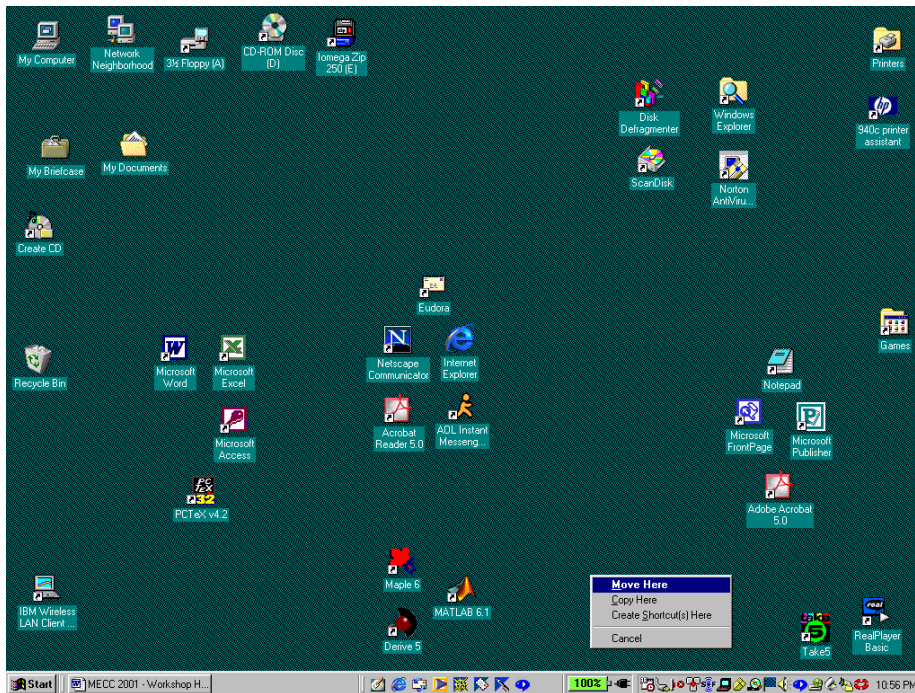 My Computer
Network
Neighborhood
3½ Floppy (A)
CD-ROM Disc
(D)
Iomega Zip
250 (E)
Printers
Disk
Defragmenter
Windows
Explorer
940c printer
assistant
My Briefcase
My Documents
ScanDisk
Norton
AntiViru...
Create CD
Eudora
Games
Recycle Bin
Microsoft
Word
Microsoft
Excel
Netscape
Communicator
Internet
Explorer
Notepad
Microsoft
Access
Acrobat
Reader 5.0
AOL Instant
Messeng...
Microsoft
FrontPage
Microsoft
Publisher
PCTeX v4.2
Adobe Acrobat
5.0
Maple 6
MATLAB 6.1
IBM Wireless
LAN Client ...
Derive 5
Move Here
Copy Here
Create Shortcut(s) Here
Cancel
Take5
RealPlayer
Basic
Start
MECC 2001 - Workshop H...
100%
10:56 PM